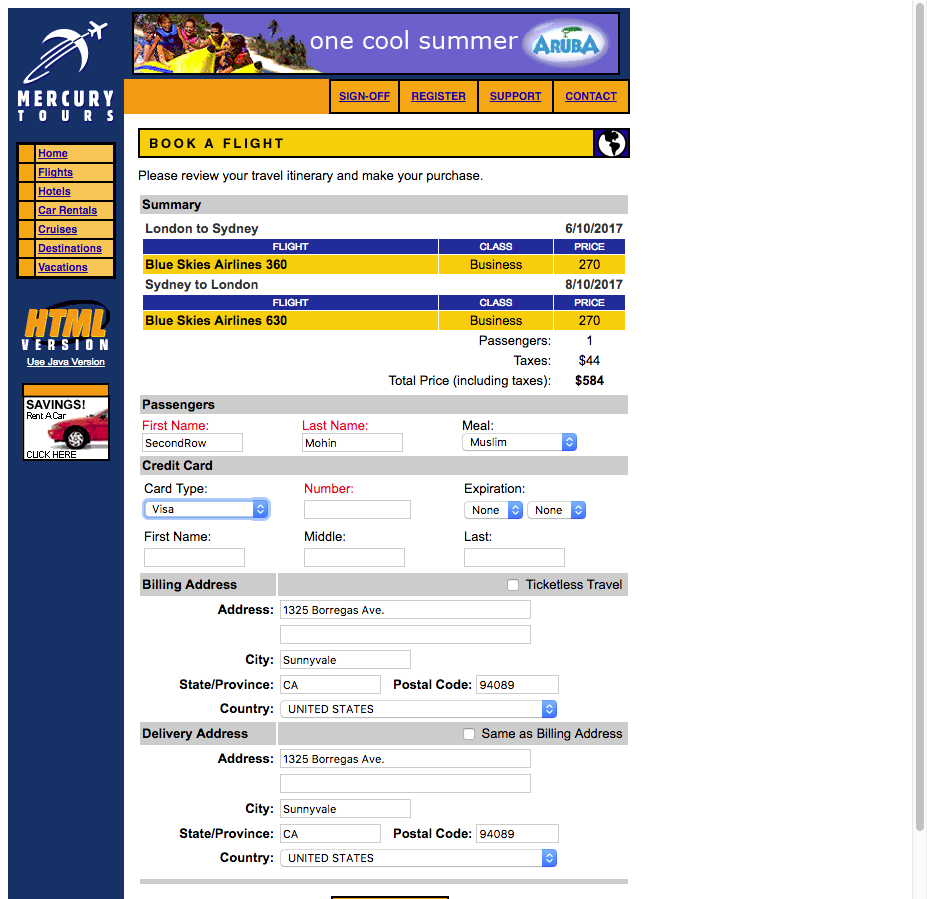 one cool summer ARUBA
MERCURY
TOURS
SIGN-OFF REGISTER SUPPORT CONTACT
BOOK A FLIGHT
Home
Flights
Hotels
Car Rentals
Cruises
Destinations
Vacations
HTML
VERSION
Use Java Version
SAVINGS!
Rent A Car
CLICK HERE
Please review your travel itinerary and make your purchase.
Summary
London to Sydney 6/10/2017
FLIGHT CLASS PRICE
Blue Skies Airlines 360 Business 270
Sydney to London 8/10/2017
FLIGHT CLASS PRICE
Blue Skies Airlines 630 Business 270
Passengers: 1
Taxes: $44
Total Price (including taxes): $584
Passengers
First Name: Last Name: Meal:
SecondRow Mohin Muslim
Credit Card
Card Type: Number: Expiration:
Visa None None
First Name: Middle: Last:
Billing Address Ticketless Travel
Address: 1325 Borregas Ave.
City: Sunnyvale
State/Province: CA Postal Code: 94089
Country: UNITED STATES
Delivery Address Same as Billing Address
Address: 1325 Borregas Ave.
City: Sunnyvale
State/Province: CA Postal Code: 94089
Country: UNITED STATES